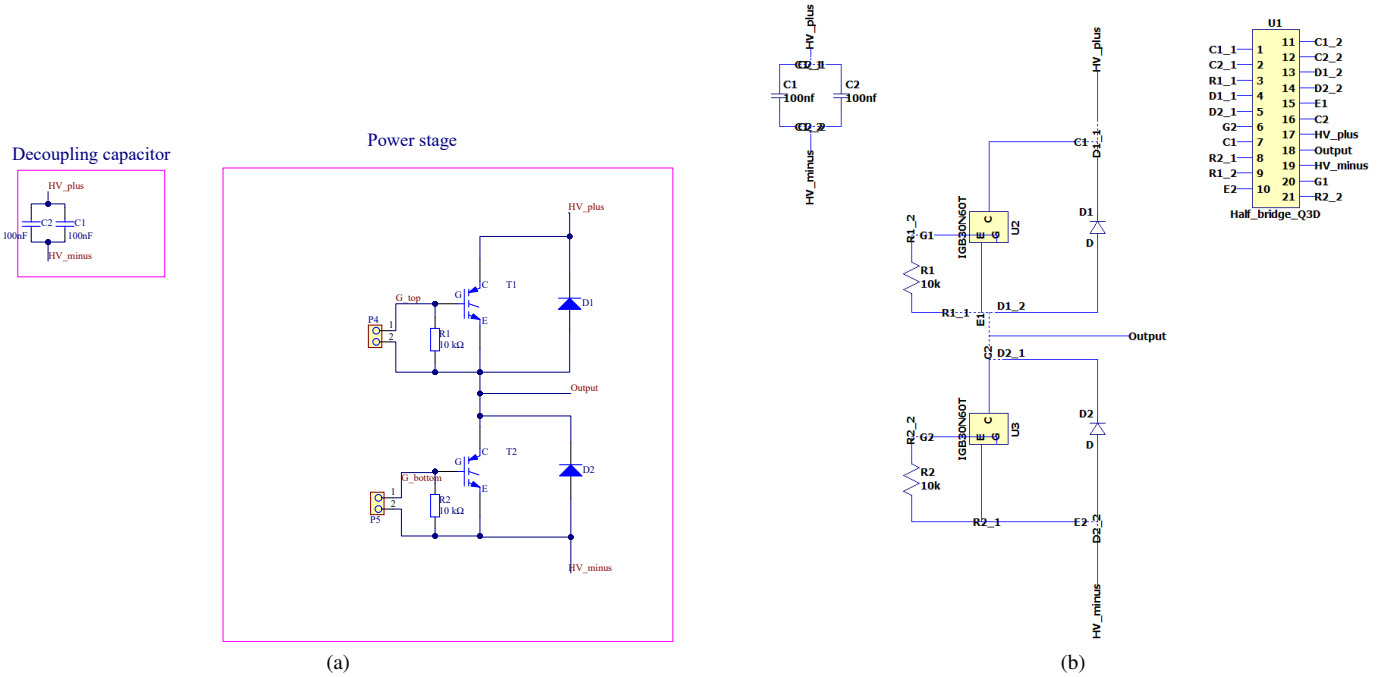 Decoupling capacitor
HV_plus
C2
C1
100nF
100nF
HV_minus
Power stage
HV_plus
C
T1
G_top
G
D1
P4
1
E
R1
2
10 kΩ
Output
C
T2
G
G_bottom
D2
1
E
R2
2
10 kΩ
P5
HV_minus
(a)
HV_plus
C1
100nf
C2
100nf
HV_minus
HV_plus
C1
D1_1
R1_2
G1
IGB30N60T
C
E
G
U2
D1
D
R1
10k
R1_1
E1
D1_2
Output
C2
D2_1
R2_2
G2
IGB30N60T
C
E
G
U3
D2
D
R2
10k
R2_1
E2
D2_2
HV_minus
U1
C1_1 1 11 C1_2
C2_1 2 12 C2_2
R1_1 3 13 D1_2
D1_1 4 14 D2_2
D2_1 5 15 E1
G2 6 16 C2
C1 7 17 HV_plus
R2_1 8 18 Output
R1_2 9 19 HV_minus
E2 10 20 G1
21 R2_2
Half_bridge_Q3D
(b)